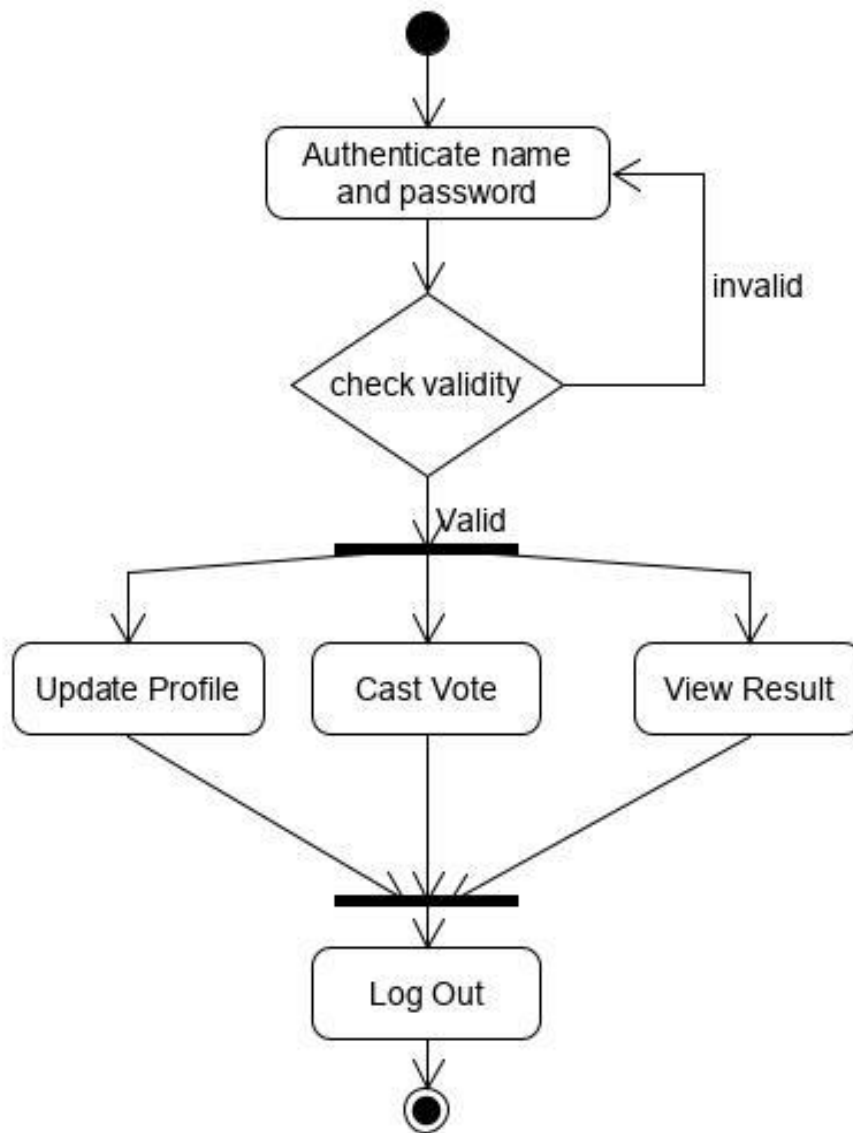 Authenticate name
and password
invalid
check validity
Valid
Update Profile
Cast Vote
View Result
Log Out